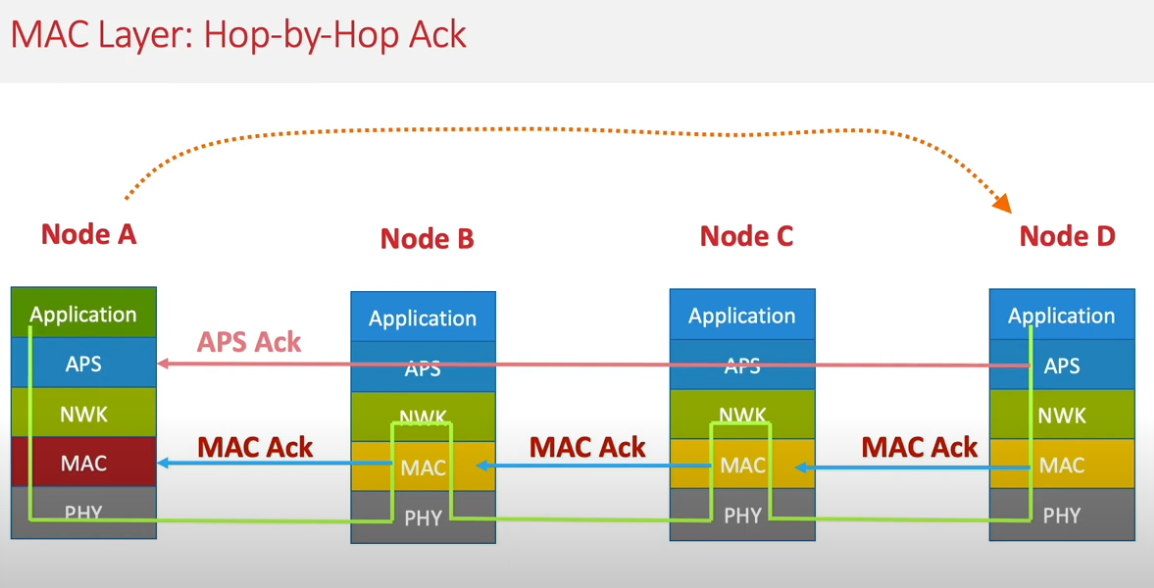 MAC Layer: Hop-by-Hop Ack
Node A
Node B
Node C
Node D
Application
Application
Application
Application
APS Ack
APS
APS
APS
APS
NWK
NWK
NWK
NWK
MAC Ack
MAC Ack
MAC Ack
MAC
MAC
MAC
MAC
PHY
PHY
PHY
PHY